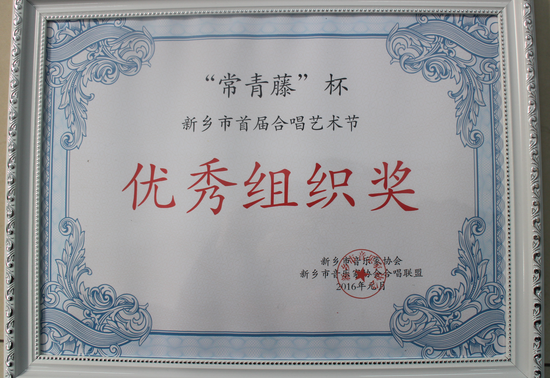 “常青藤”杯
新乡市首届合唱艺术节
优秀组织奖
新乡市音乐家协会
新乡市音乐家协会合唱联盟
2016年元月